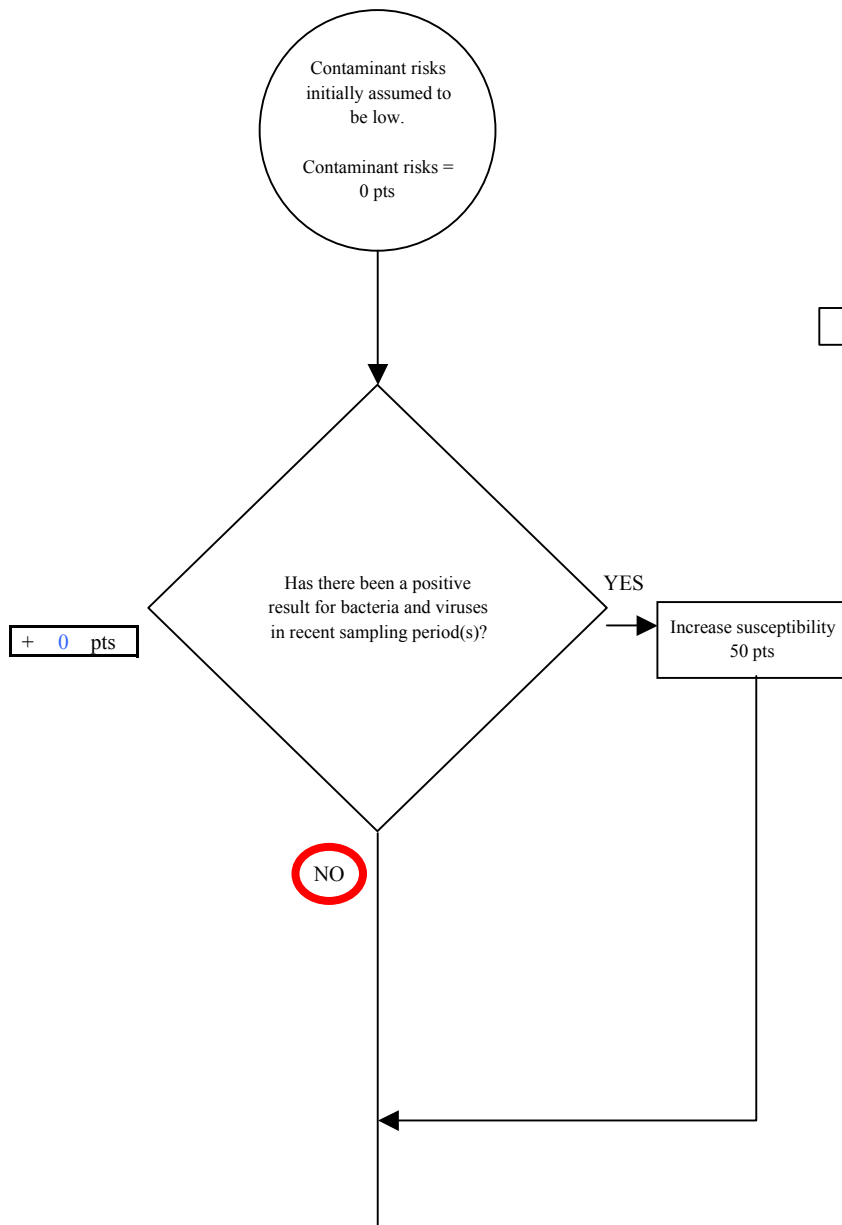 Contaminant risks
initially assumed to
be low.
Contaminant risks =
0 pts
Has there been a positive
result for bacteria and viruses
in recent sampling period(s)?
YES
+ 0 pts
Increase susceptibility
50 pts
NO